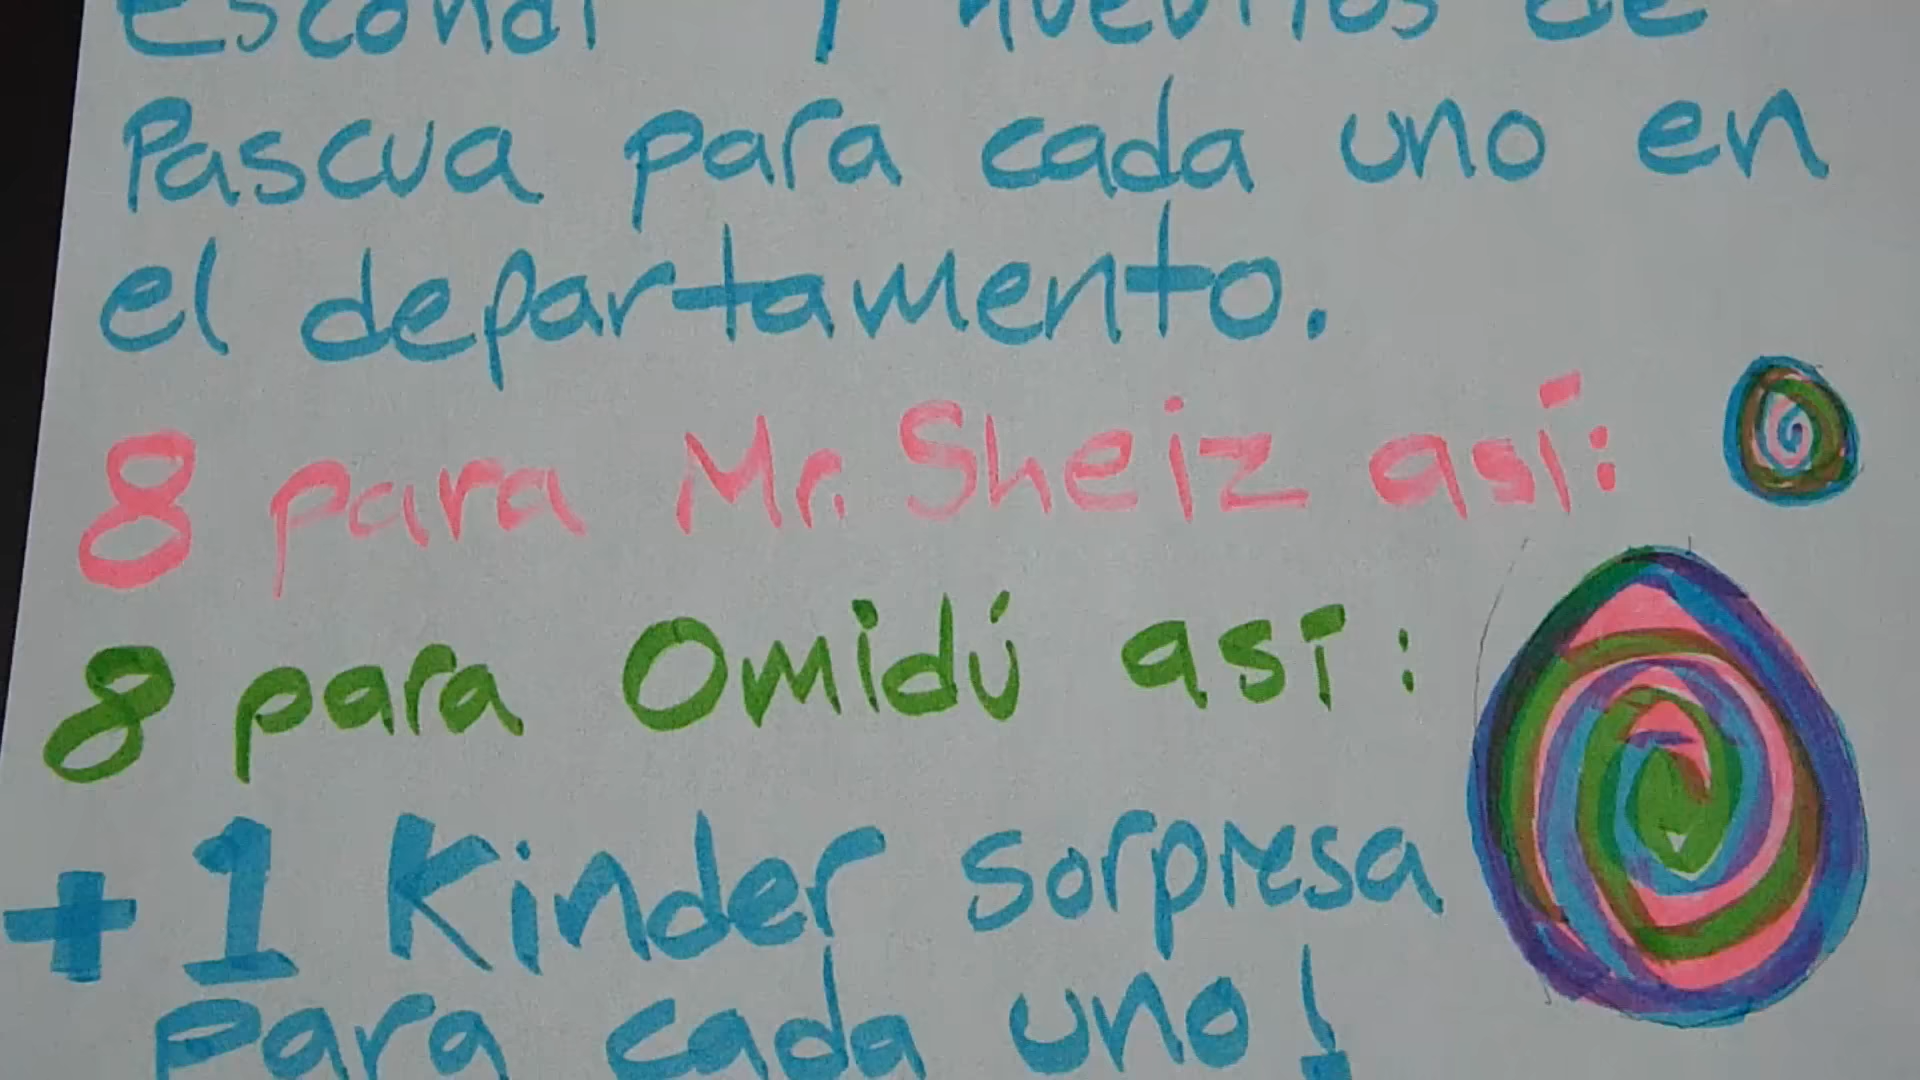 Pascua para cada uno en
el departamento.
8 para Mr. Sheiz así:
8 para Omidú así:
+1 Kinder sorpresa
para cada uno!